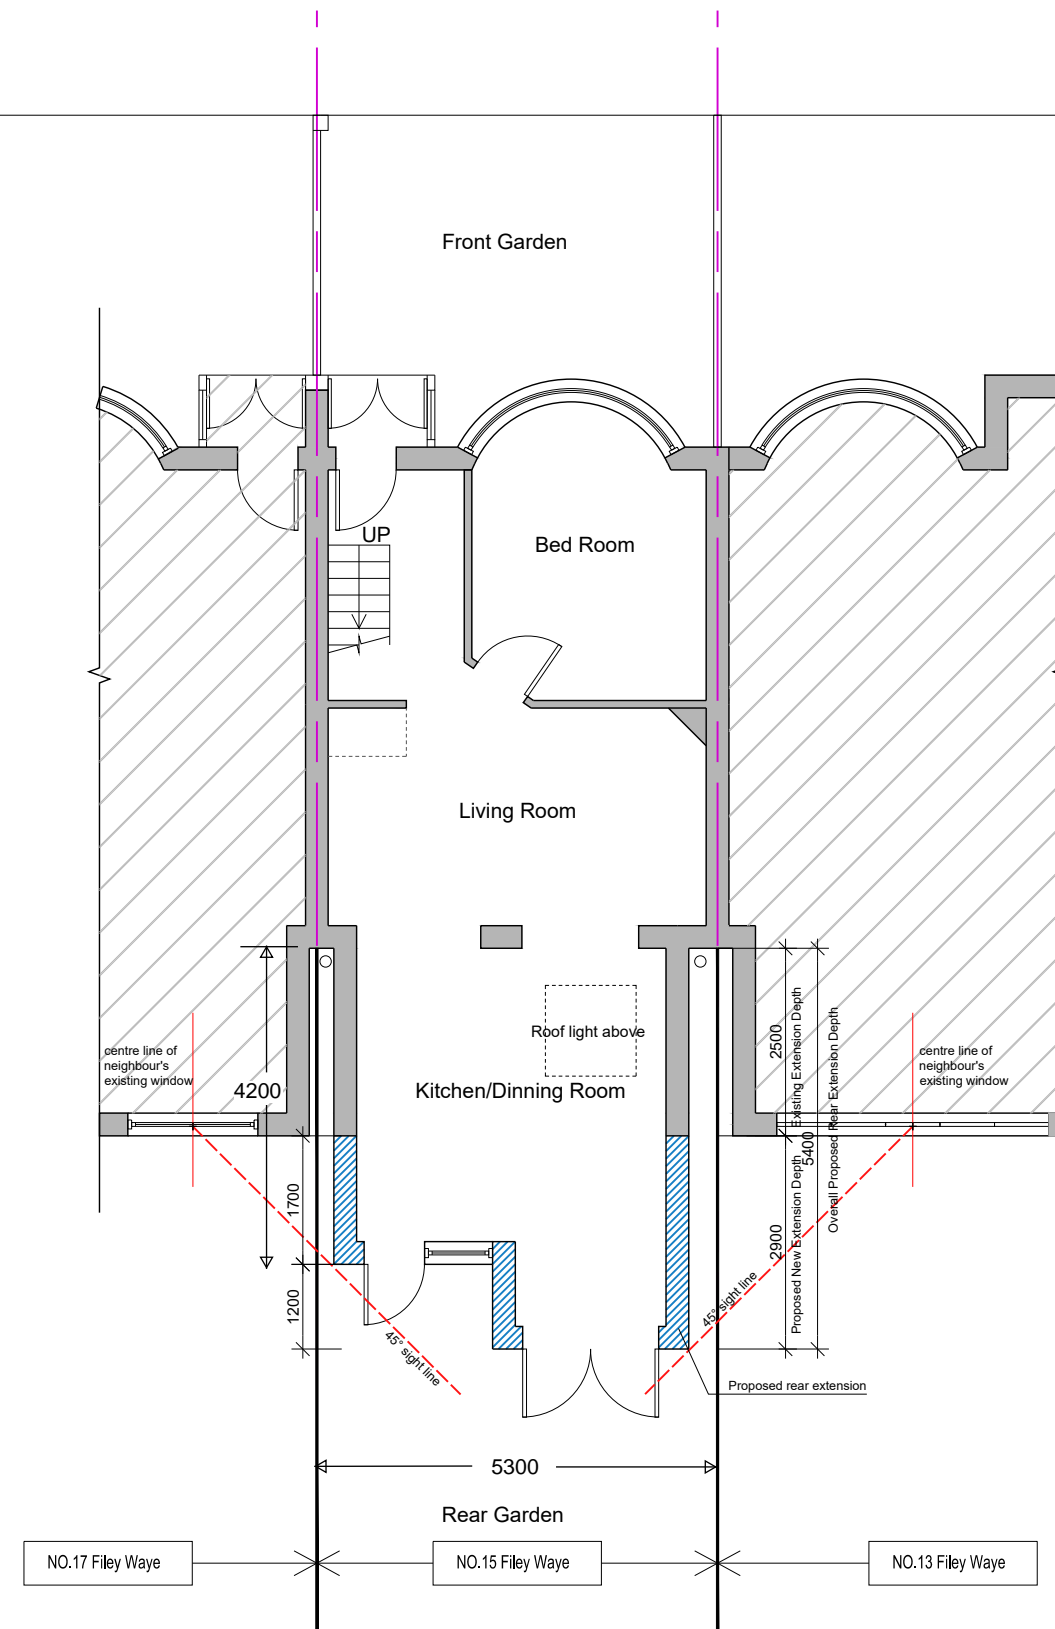 Front Garden
UP
Bed Room
Living Room
Roof light above
Kitchen/Dinning Room
centre line of
neighbour's
existing window
4200
1700
1200
45° sight line
centre line of
neighbour's
existing window
2500
Existing Extension Depth
5400
Overall Proposed Rear Extension Depth
2900
Proposed New Extension Depth
45° sight line
Proposed rear extension
5300
Rear Garden
NO.17 Filey Waye
NO.15 Filey Waye
NO.13 Filey Waye